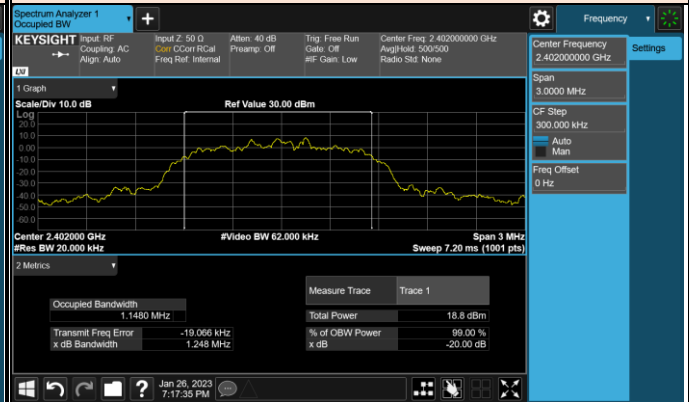 Spectrum Analyzer 1
Occupied BW
+
Frequency
KEYSIGHT
Input: RF
Coupling: AC
Align: Auto
Input Z: 50 Ω
Corr CCorr RCal
Freq Ref: Internal
Atten: 40 dB
Preamp: Off
Trig: Free Run
Gate: Off
#IF Gain: Low
Center Freq: 2.402000000 GHz
Avg|Hold: 500/500
Radio Std: None
LXI
Center Frequency
2.402000000 GHz
Settings
Span
3.0000 MHz
CF Step
300.000 kHz
Auto
Man
Freq Offset
0 Hz
1 Graph
Scale/Div 10.0 dB
Ref Value 30.00 dBm
Log
20.0
10.0
0.00
-10.0
-20.0
-30.0
-40.0
-50.0
-60.0
Center 2.402000 GHz
#Video BW 62.000 kHz
Span 3 MHz
#Res BW 20.000 kHz
Sweep 7.20 ms (1001 pts)
2 Metrics
Measure Trace
Trace 1
Occupied Bandwidth
1.1480 MHz
Total Power
18.8 dBm
Transmit Freq Error
-19.066 kHz
% of OBW Power
99.00 %
x dB Bandwidth
1.248 MHz
x dB
-20.00 dB
?
Jan 26, 2023
7:17:35 PM